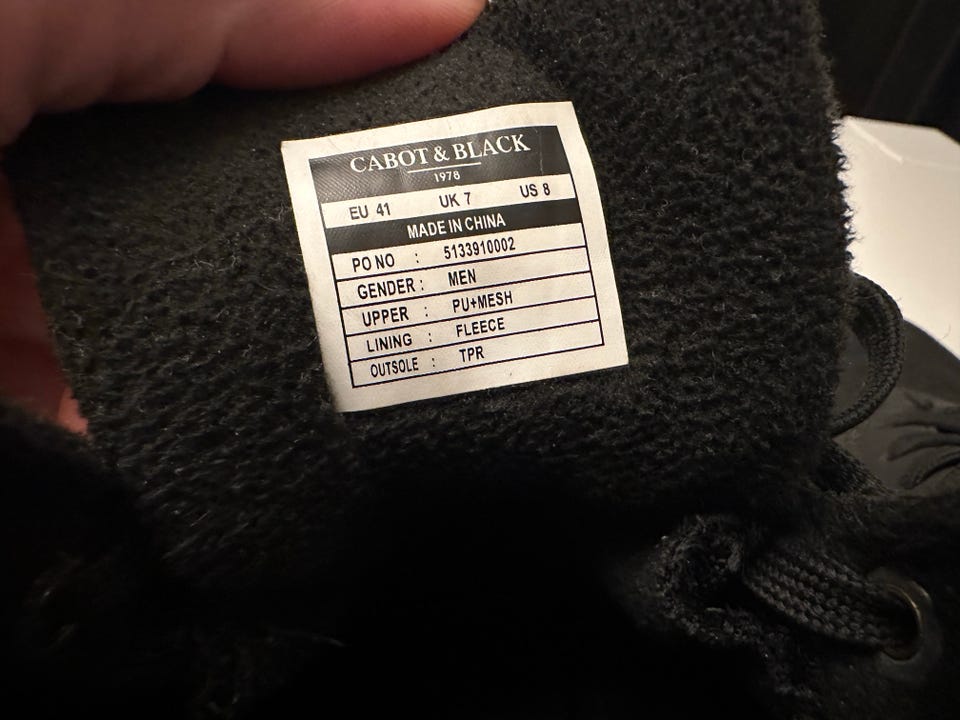 CABOT & BLACK
1978
EU 41 UK 7 US 8
MADE IN CHINA
PO NO : 5133910002
GENDER : MEN
UPPER : PU+MESH
LINING : FLEECE
OUTSOLE : TPR